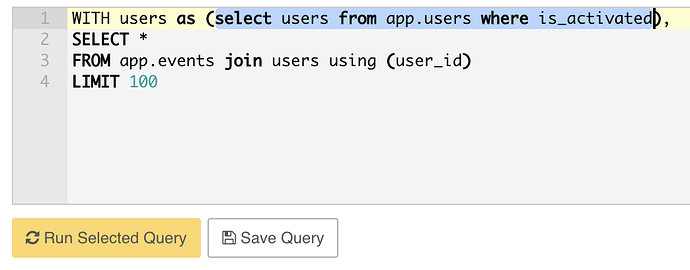 1 WITH users as (select users from app.users where is_activated),
2 SELECT *
3 FROM app.events join users using (user_id)
4 LIMIT 100
Run Selected Query Save Query